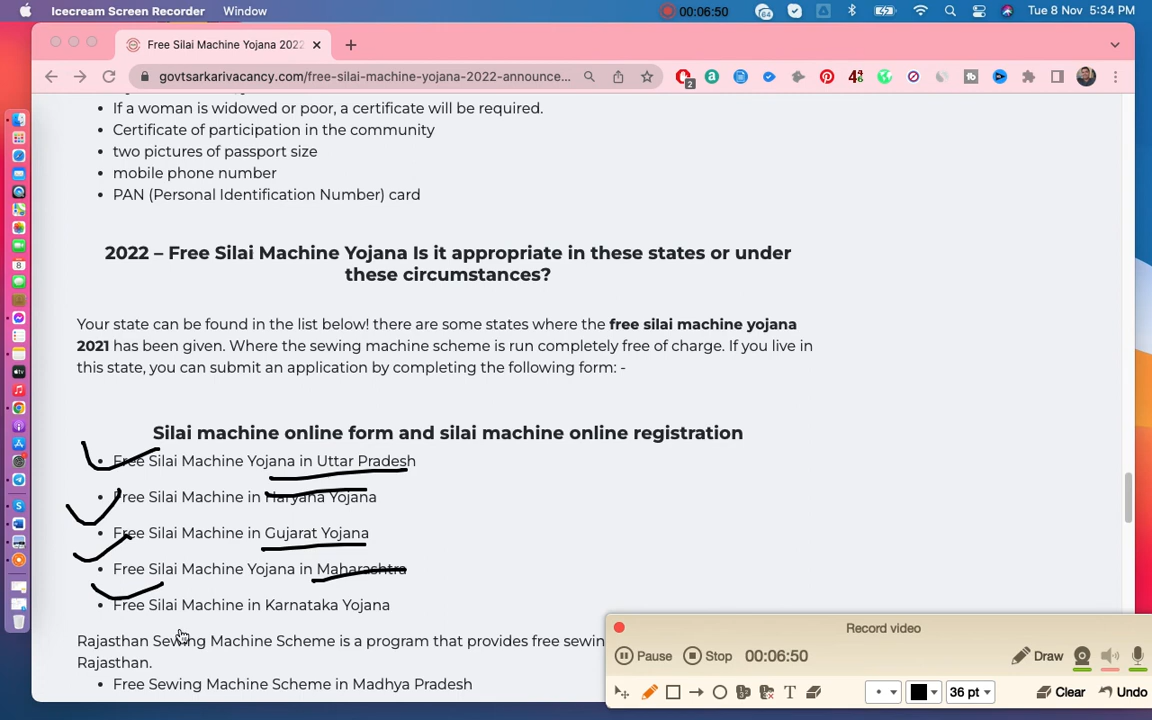 Icecream Screen Recorder Window 00:06:50 64 Tue 8 Nov 5:34 PM
Free Silai Machine Yojana 2022
govtsarkarivacancy.com/free-silai-machine-yojana-2022-announce...
2
• If a woman is widowed or poor, a certificate will be required.
• Certificate of participation in the community
• two pictures of passport size
• mobile phone number
• PAN (Personal Identification Number) card
2022 – Free Silai Machine Yojana Is it appropriate in these states or under
these circumstances?
Your state can be found in the list below! there are some states where the free silai machine yojana
2021 has been given. Where the sewing machine scheme is run completely free of charge. If you live in
this state, you can submit an application by completing the following form: -
Silai machine online form and silai machine online registration
• Free Silai Machine Yojana in Uttar Pradesh
• Free Silai Machine in Haryana Yojana
• Free Silai Machine in Gujarat Yojana
• Free Silai Machine Yojana in Maharashtra
• Free Silai Machine in Karnataka Yojana
Rajasthan Sewing Machine Scheme is a program that provides free sewin
Rajasthan.
• Free Sewing Machine Scheme in Madhya Pradesh
Record video
Pause Stop 00:06:50 Draw
T 36 pt Clear Undo